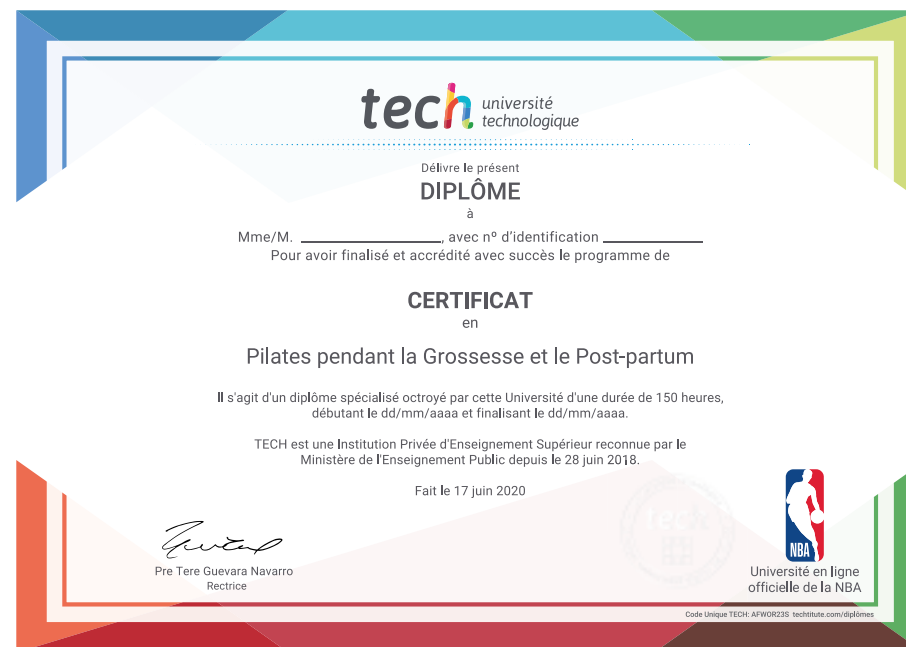 tech université
technologique
Délivre le présent
DIPLÔME
à
Mme/M. ____________________, avec nº d'identification ______________
Pour avoir finalisé et accrédité avec succès le programme de
CERTIFICAT
en
Pilates pendant la Grossesse et le Post-partum
Il s'agit d'un diplôme spécialisé octroyé par cette Université d'une durée de 150 heures,
débutant le dd/mm/aaaa et finalisant le dd/mm/aaaa.
TECH est une Institution Privée d'Enseignement Supérieur reconnue par le
Ministère de l'Enseignement Public depuis le 28 juin 2018.
Fait le 17 juin 2020
tech
Pre Tere Guevara Navarro
Rectrice
NBA
Université en ligne
officielle de la NBA
Code Unique TECH: AFWOR23S techtitute.com/diplômes